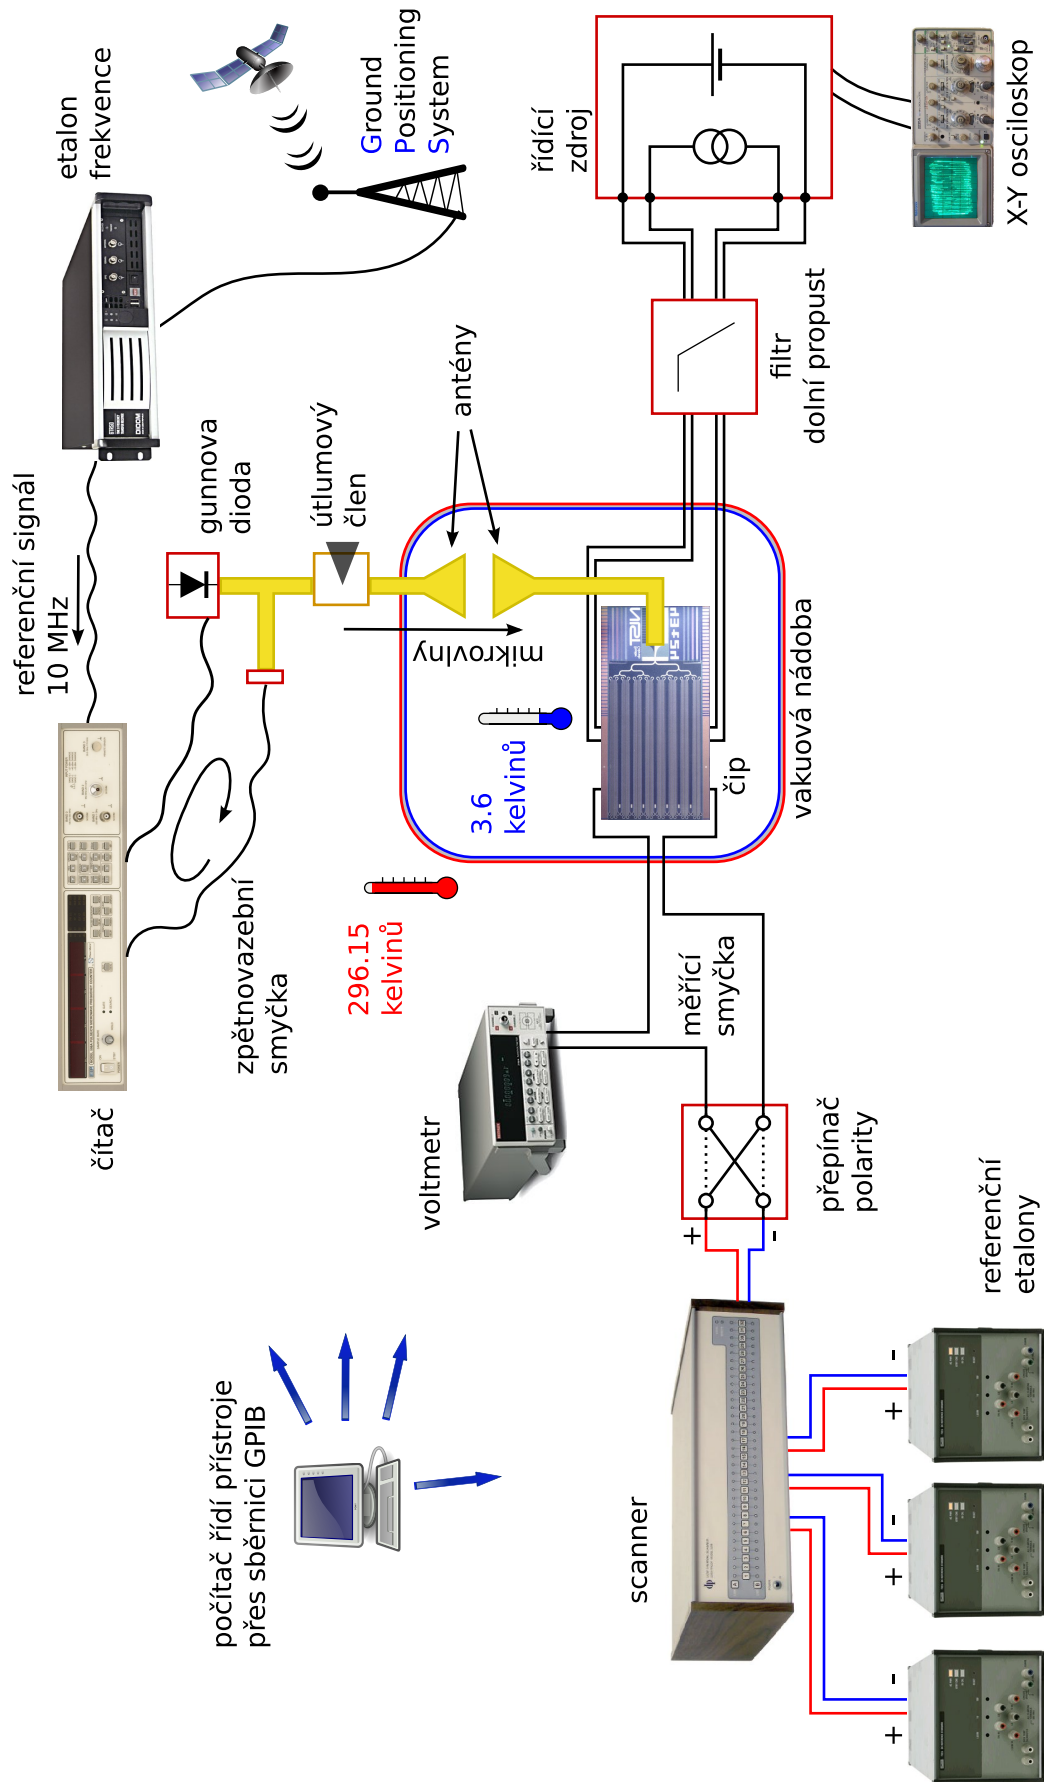 počítač řídí přístroje
přes sběrnici GPIB
čítač
zpětnovazební
smyčka
referenční signál
10 MHz
gunnova
dioda
etalon
frekvence
Ground
Positioning
System
296.15
kelvinů
3.6
kelvinů
útlumový
člen
antény
mikrovlny
voltmetr
měřící
smyčka
čip
vakuová nádoba
filtr
dolní propust
řídící
zdroj
X-Y osciloskop
scanner
+
-
přepínač
polarity
referenční
etalony
+
-
+
-
+
-
NIST